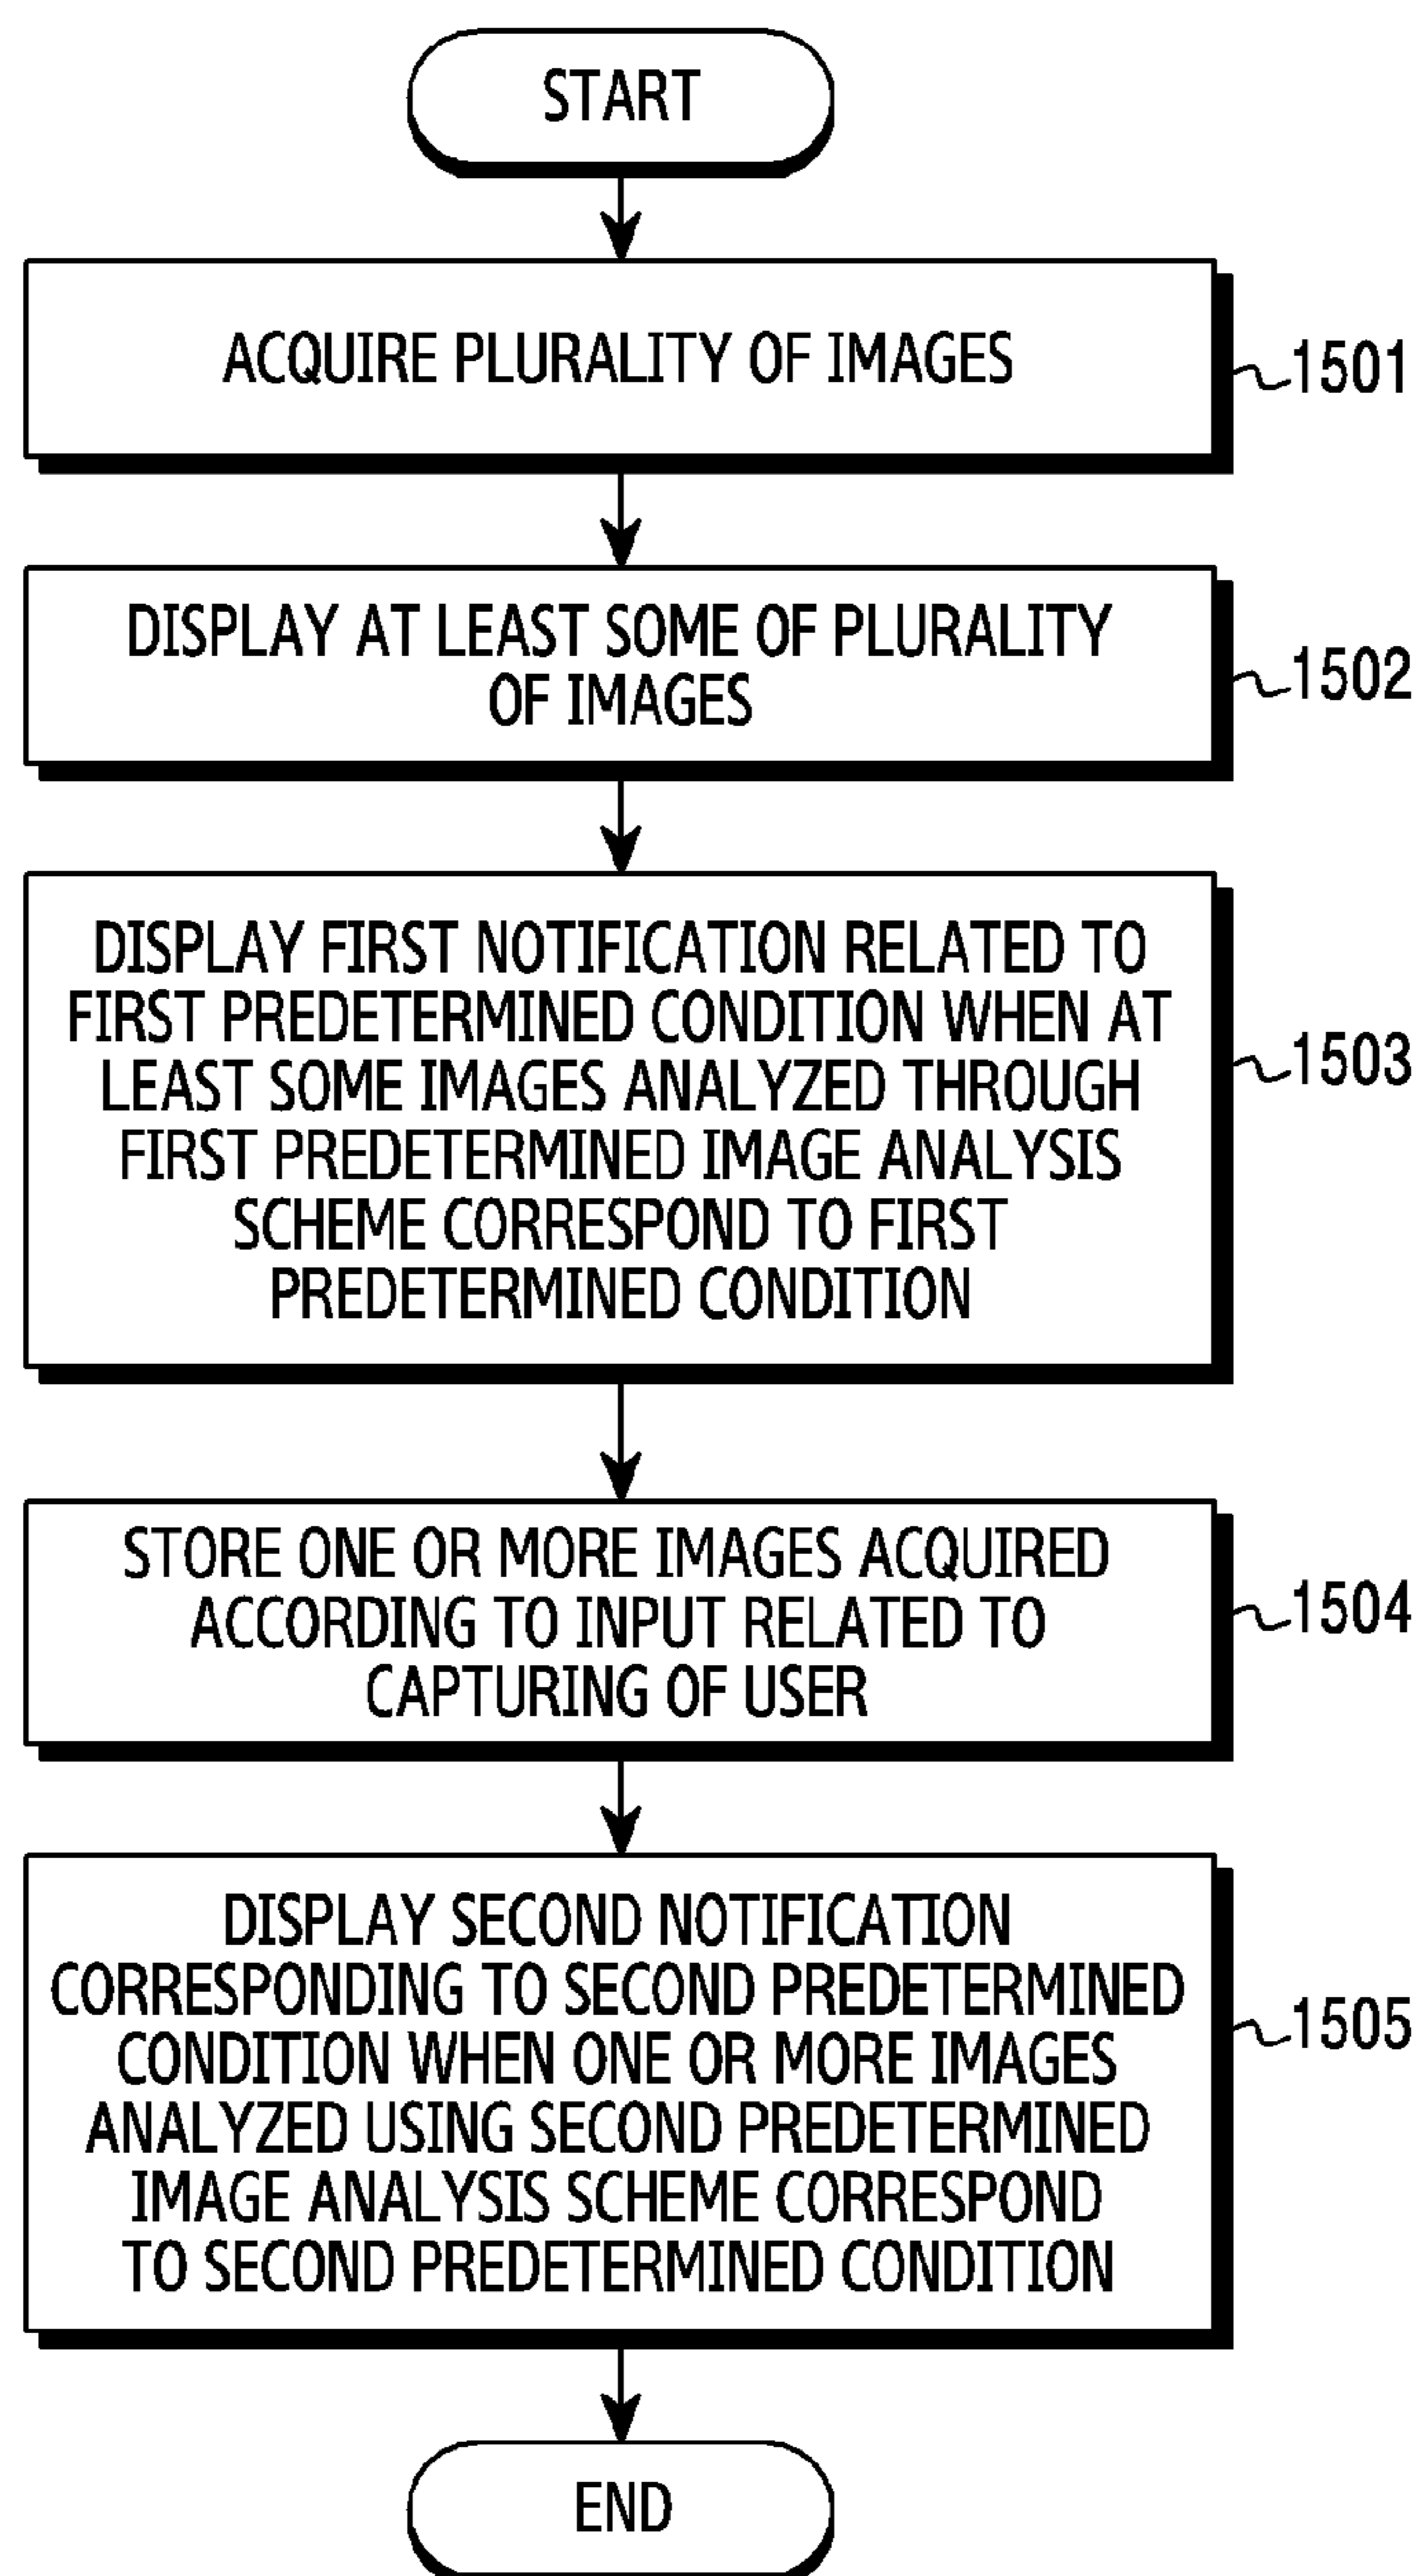 START
ACQUIRE PLURALITY OF IMAGES
1501
DISPLAY AT LEAST SOME OF PLURALITY
OF IMAGES
1502
DISPLAY FIRST NOTIFICATION RELATED TO
FIRST PREDETERMINED CONDITION WHEN AT
LEAST SOME IMAGES ANALYZED THROUGH
FIRST PREDETERMINED IMAGE ANALYSIS
SCHEME CORRESPOND TO FIRST
PREDETERMINED CONDITION
1503
STORE ONE OR MORE IMAGES ACQUIRED
ACCORDING TO INPUT RELATED TO
CAPTURING OF USER
1504
DISPLAY SECOND NOTIFICATION
CORRESPONDING TO SECOND PREDETERMINED
CONDITION WHEN ONE OR MORE IMAGES
ANALYZED USING SECOND PREDETERMINED
IMAGE ANALYSIS SCHEME CORRESPOND
TO SECOND PREDETERMINED CONDITION
1505
END